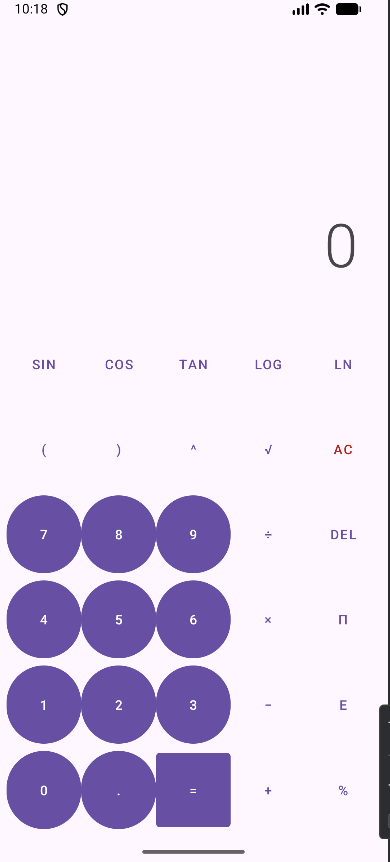 10:18
0
SIN COS TAN LOG LN
( ) ^ √ AC
7 8 9 ÷ DEL
4 5 6 × Π
1 2 3 − E
0 . = + %